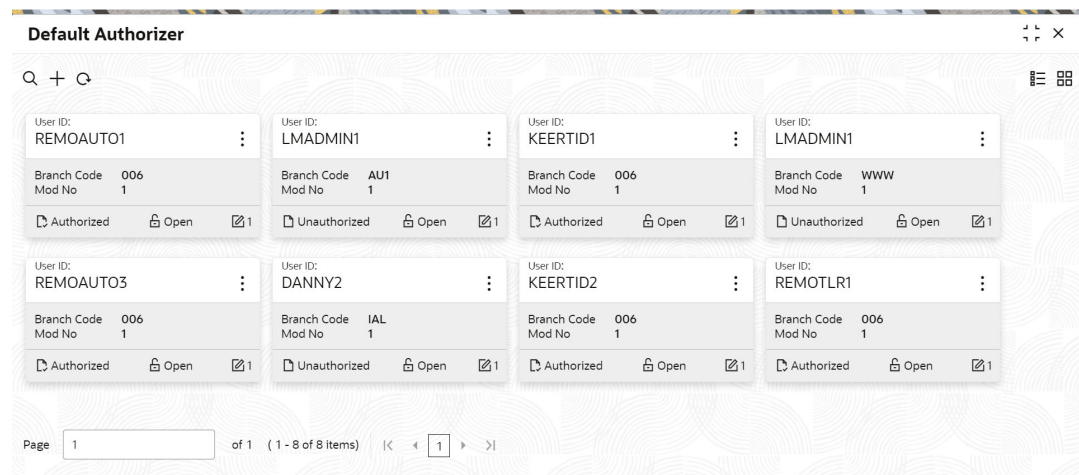 Default Authorizer
User ID:
REMOAUTO1
Branch Code 006
Mod No 1
Authorized Open 1
User ID:
LMADMIN1
Branch Code AU1
Mod No 1
Unauthorized Open 1
User ID:
KEERTID1
Branch Code 006
Mod No 1
Authorized Open 1
User ID:
LMADMIN1
Branch Code WWW
Mod No 1
Unauthorized Open 1
User ID:
REMOAUTO3
Branch Code 006
Mod No 1
Authorized Open 1
User ID:
DANNY2
Branch Code IAL
Mod No 1
Unauthorized Open 1
User ID:
KEERTID2
Branch Code 006
Mod No 1
Authorized Open 1
User ID:
REMOTLR1
Branch Code 006
Mod No 1
Authorized Open 1
Page 1 of 1 (1 - 8 of 8 items) 1